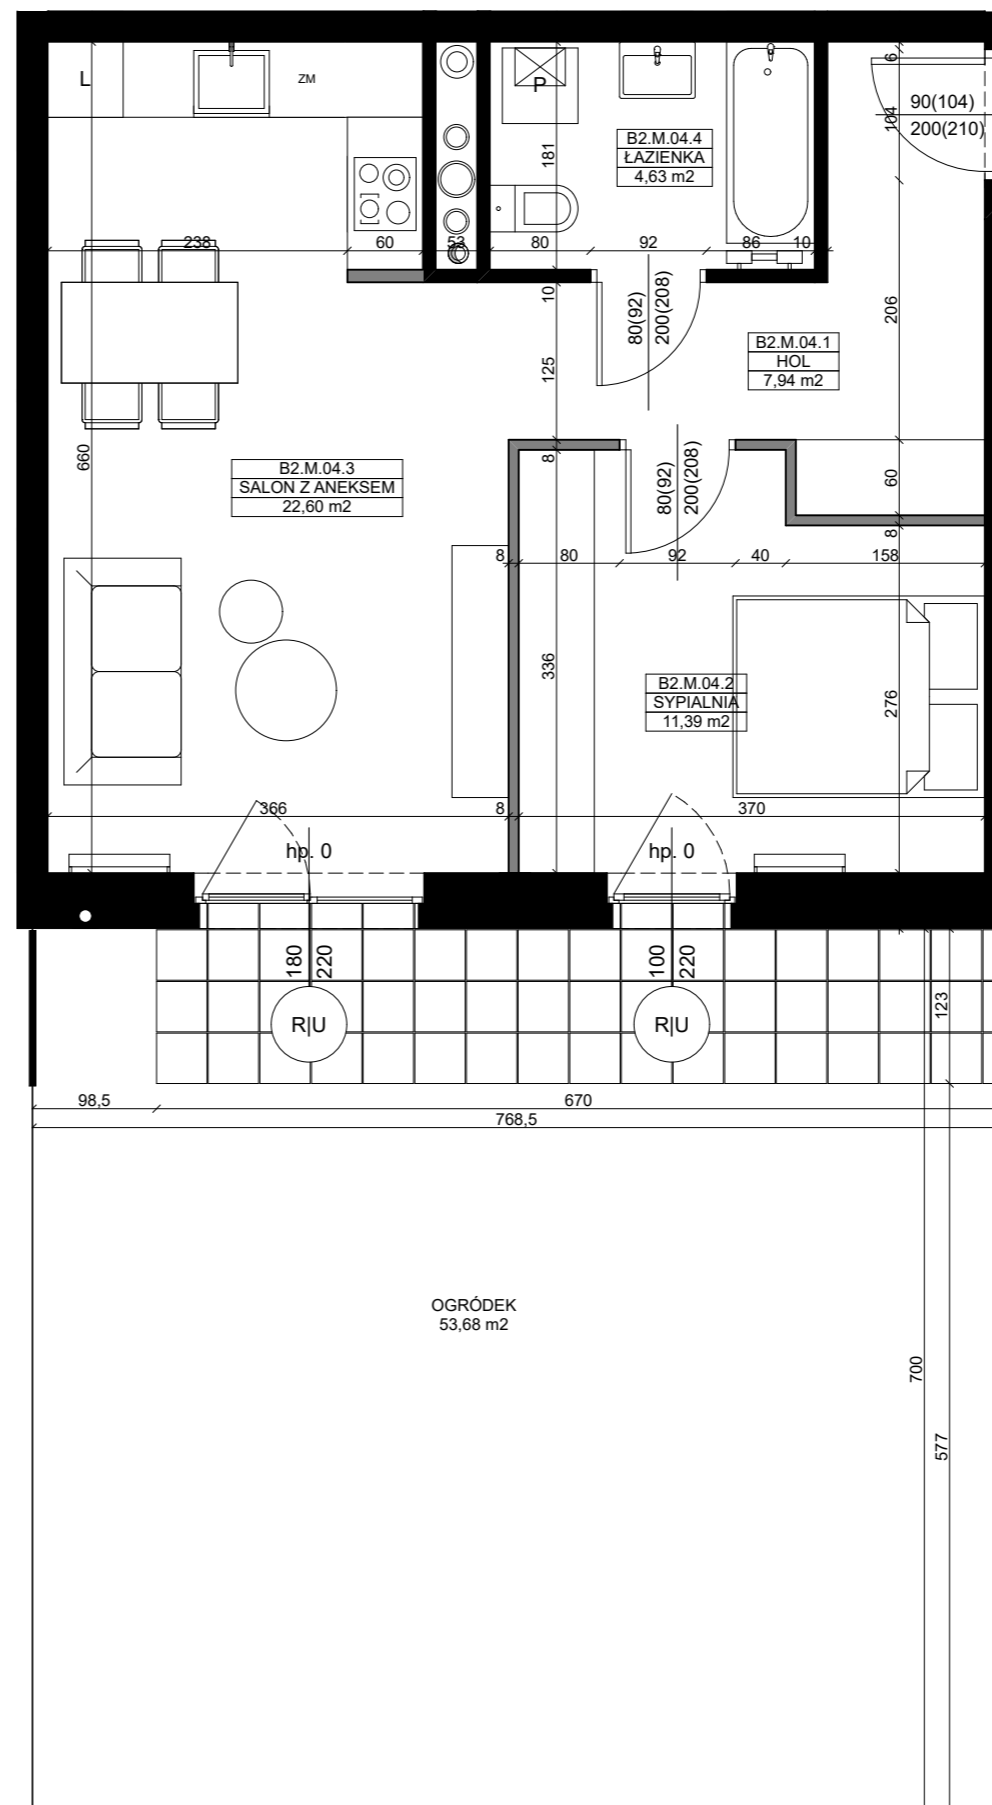 L
ZM
P
6
104
90(104)
200(210)
181
B2.M.04.4
ŁAZIENKA
4,63 m2
238
60
53
80
92
86
10
10
80(92)
200(208)
206
125
B2.M.04.1
HOL
7,94 m2
660
B2.M.04.3
SALON Z ANEKSEM
22,60 m2
8
80(92)
200(208)
60
8
8
80
92
40
158
336
B2.M.04.2
SYPIALNIA
11,39 m2
276
366
8
370
hp. 0
hp. 0
180
220
100
220
R|U
R|U
123
98,5
670
768,5
OGRÓDEK
53,68 m2
700
577